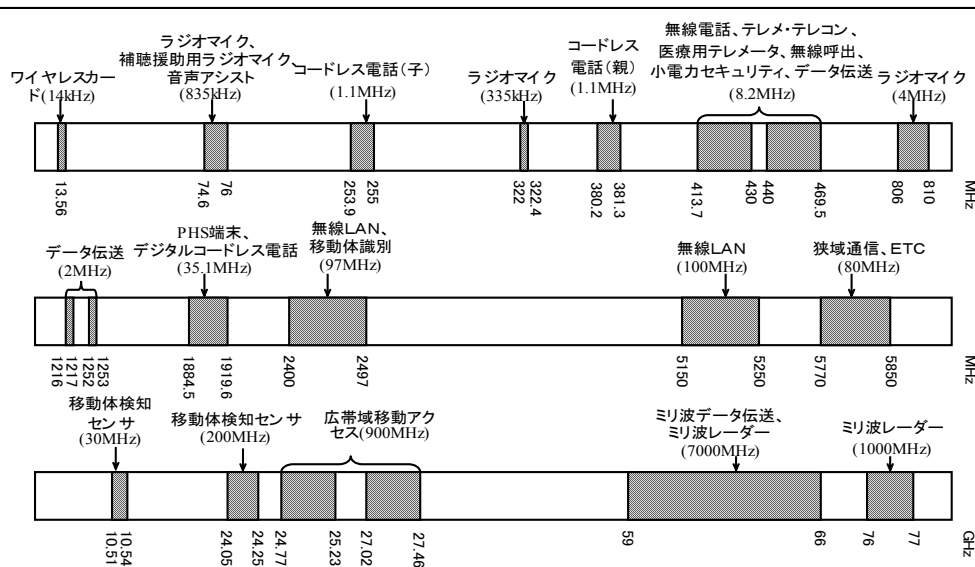 ワイヤレスカー
ド(14kHz)
ラジオマイク、
補聴援助用ラジオマイク、
音声アシスト
(835kHz)
コードレス電話(子)
(1.1MHz)
ラジオマイク
(335kHz)
コードレス
電話(親)
(1.1MHz)
無線電話、テレメ・テレコン、
医療用テレメータ、無線呼出、
小電力セキュリティ、データ伝送
(8.2MHz)
ラジオマイク
(4MHz)
13.56
74.6
76
253.9
255
322
322.4
380.2
381.3
413.7
430
440
469.5
806
810
MHz
データ伝送
(2MHz)
PHS端末、
デジタルコードレス電話
(35.1MHz)
無線LAN、
移動体識別
(97MHz)
無線LAN
(100MHz)
狭域通信、ETC
(80MHz)
1216
1217
1252
1253
1884.5
1919.6
2400
2497
5150
5250
5770
5850
MHz
移動体検知
センサ
(30MHz)
移動体検知センサ
(200MHz)
広帯域移動アク
セス(900MHz)
ミリ波データ伝送、
ミリ波レーダー
(7000MHz)
ミリ波レーダー
(1000MHz)
10.51
10.54
24.05
24.25
24.77
25.23
27.02
27.46
59
66
76
77
GHz